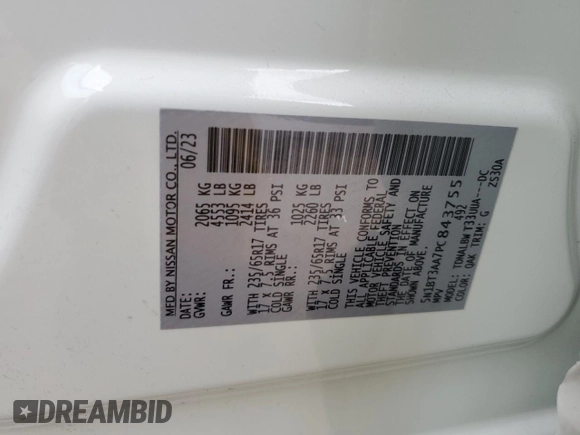 MFD BY NISSAN MOTOR CO., LTD.
DATE: 06/23
GVWR: 2065 KG
4553 LB
GAWR FR.: 1095 KG
2414 LB
WITH 235/65R17 TIRES
17 X 7.5 RIMS AT 36 PSI
COLD SINGLE
GAWR RR.: 1025 KG
2260 LB
WITH 235/65R17 TIRES
17 X 7.5 RIMS AT 33 PSI
COLD SINGLE
THIS VEHICLE CONFORMS TO
ALL APPLICABLE FEDERAL
MOTOR VEHICLE SAFETY AND
THEFT PREVENTION
STANDARDS IN EFFECT ON
THE DATE OF MANUFACTURE
5N1BT3AA7PC843755
MPV 492
MODEL: TDNALBWT33UUA---DC
COLOR: QAK TRIM: G ZS30A
DREAMBID